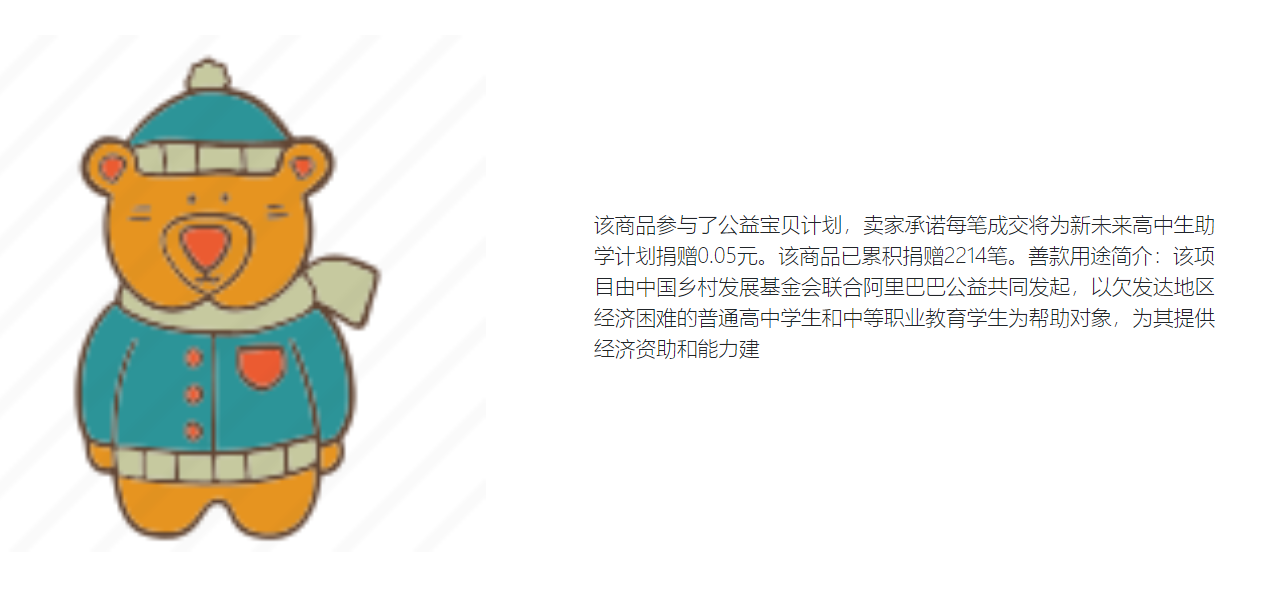 该商品参与了公益宝贝计划，卖家承诺每笔成交将为新未来高中生助
学计划捐赠0.05元。该商品已累积捐赠2214笔。善款用途简介：该项
目由中国乡村发展基金会联合阿里巴巴公益共同发起，以欠发达地区
经济困难的普通高中学生和中等职业教育学生为帮助对象，为其提供
经济资助和能力建